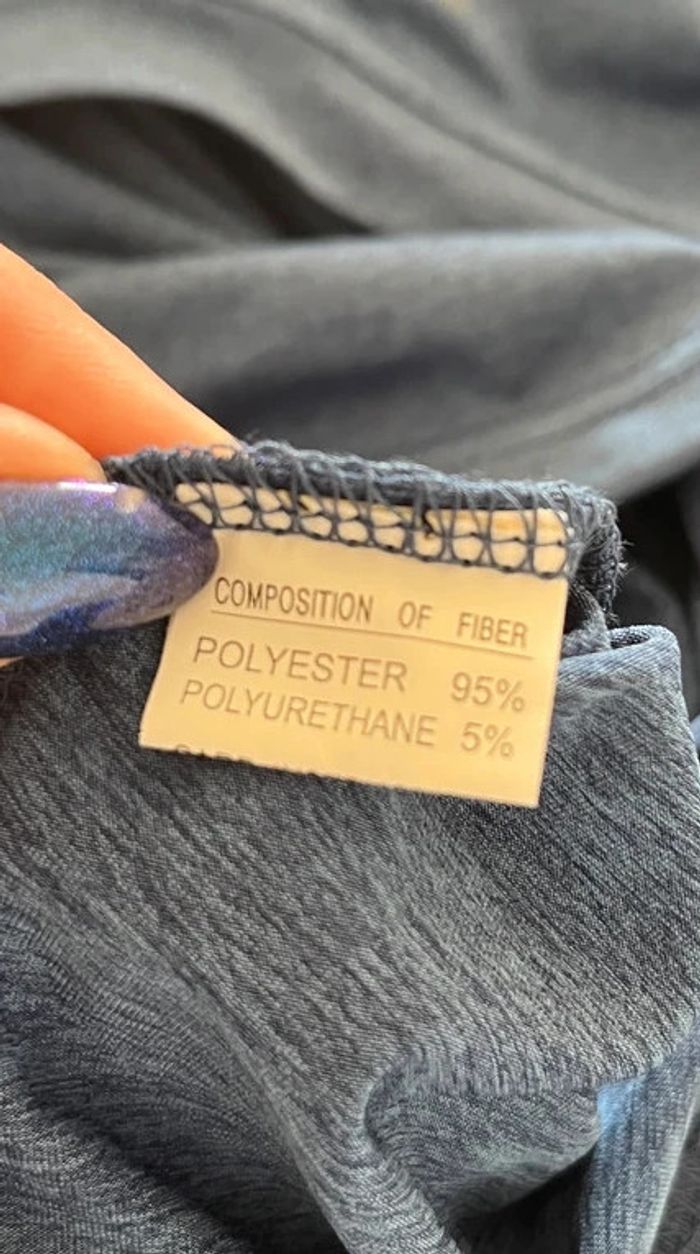 COMPOSITION OF FIBER
POLYESTER 95%
POLYURETHANE 5%